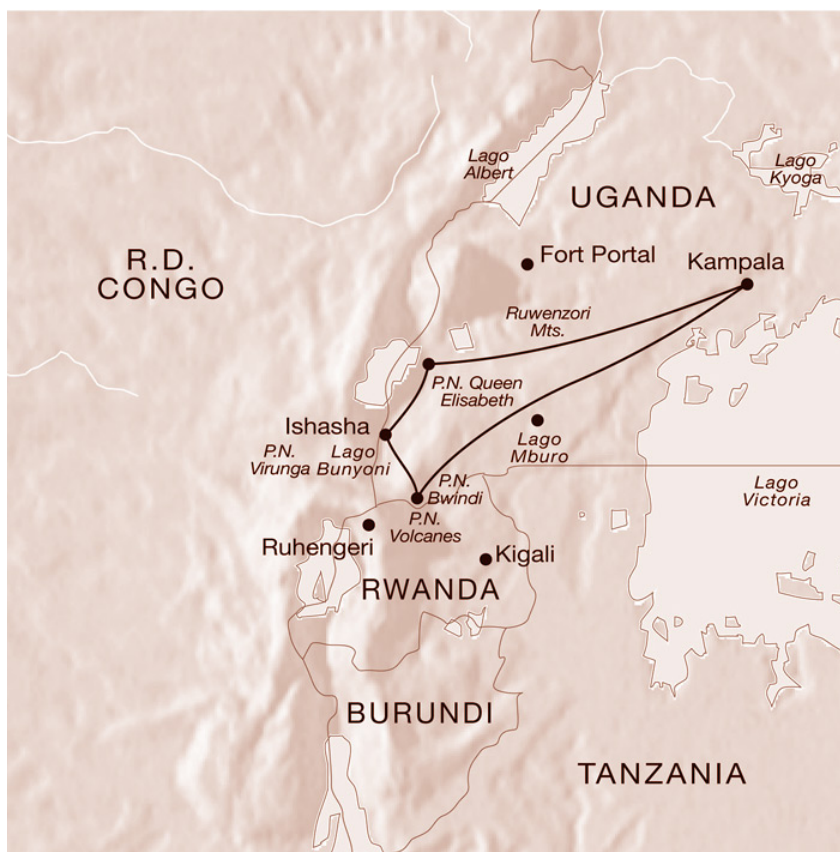 Lago
Albert
Lago
Kyoga
UGANDA
R.D.
CONGO
Fort Portal
Kampala
Ruwenzori
Mts.
P.N. Queen
Elisabeth
Ishasha
P.N.
Virunga
Lago
Bunyoni
Lago
Mburo
P.N.
Bwindi
Lago
Victoria
P.N.
Volcanes
Ruhengeri
Kigali
RWANDA
BURUNDI
TANZANIA